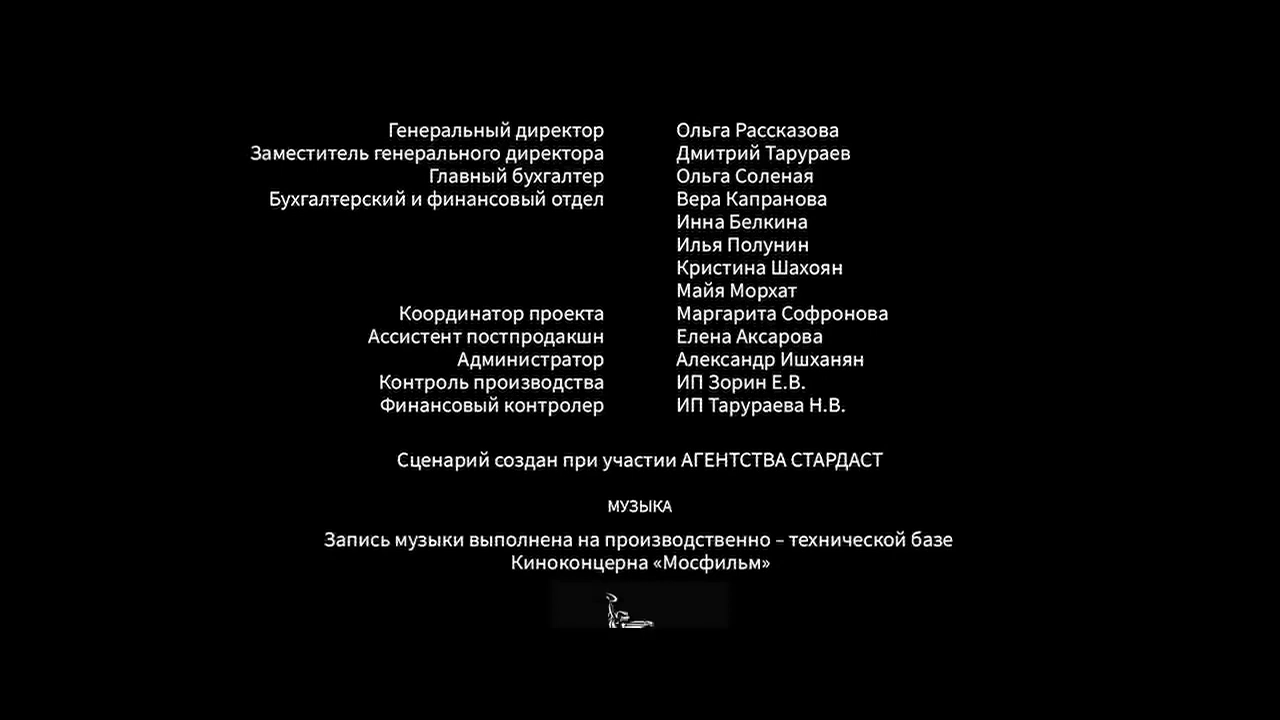 Генеральный директор Ольга Рассказова
Заместитель генерального директора Дмитрий Тарураев
Главный бухгалтер Ольга Соленая
Бухгалтерский и финансовый отдел Вера Капранова
Инна Белкина
Илья Полунин
Кристина Шахоян
Майя Морхат
Координатор проекта Маргарита Софронова
Ассистент постпродакшн Елена Аксарова
Администратор Александр Ишханян
Контроль производства ИП Зорин Е.В.
Финансовый контролер ИП Тарураева Н.В.
Сценарий создан при участии АГЕНТСТВА СТАРДАСТ
МУЗЫКА
Запись музыки выполнена на производственно – технической базе
Киноконцерна «Мосфильм»